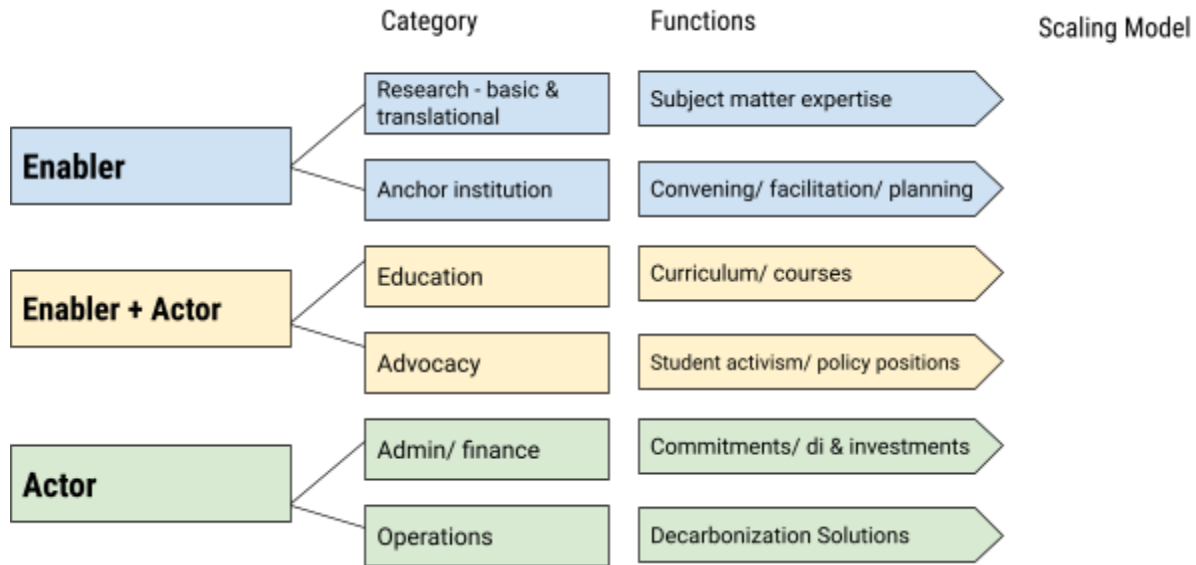 Category
Functions
Scaling Model
Enabler
Research - basic &
translational
Subject matter expertise
Anchor institution
Convening/ facilitation/ planning
Enabler + Actor
Education
Curriculum/ courses
Advocacy
Student activism/ policy positions
Actor
Admin/ finance
Commitments/ di & investments
Operations
Decarbonization Solutions